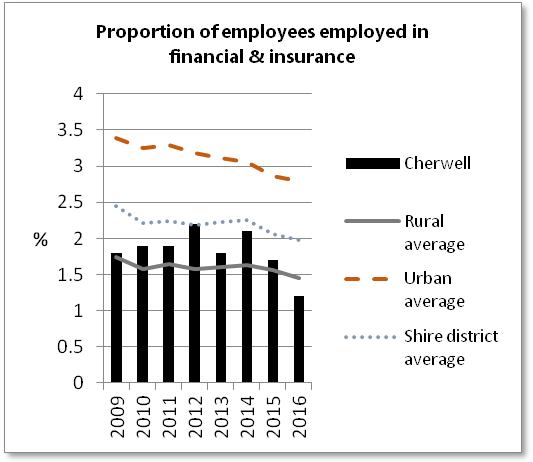 Proportion of employees employed in
financial & insurance
4
3.5
3
2.5
2
1.5
1
0.5
0
%
2009
2010
2011
2012
2013
2014
2015
2016
Cherwell
Rural
average
Urban
average
Shire district
average